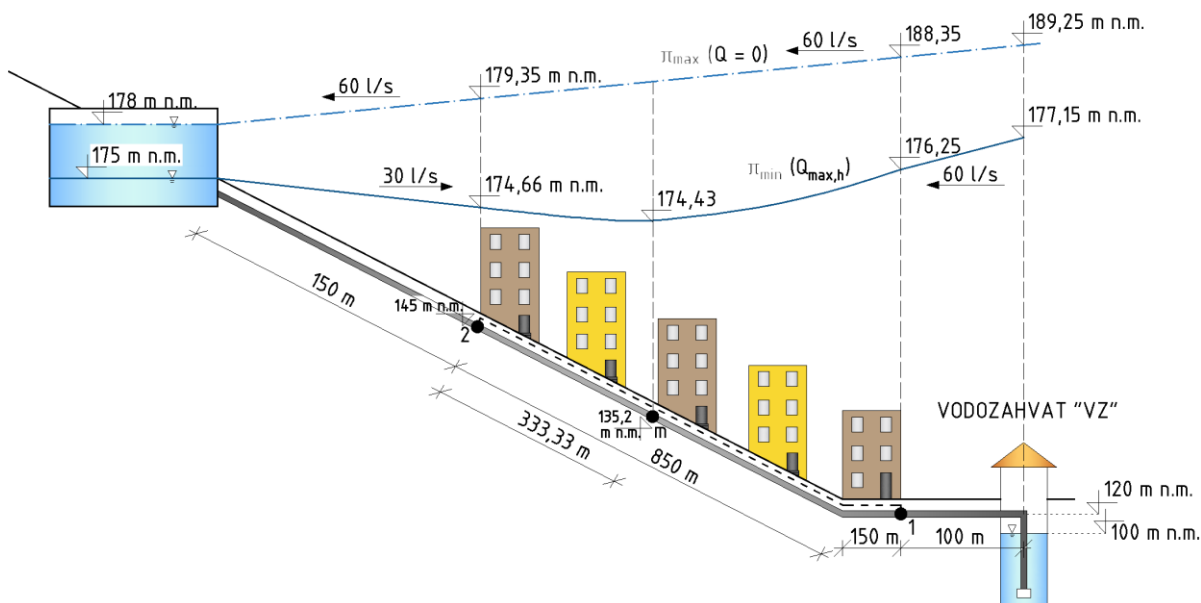 189,25 m n.m.
60 l/s
188,35
πmax (Q = 0)
179,35 m n.m.
60 l/s
178 m n.m.
177,15 m n.m.
176,25
175 m n.m.
πmin (Qmax,h)
30 l/s
60 l/s
174,66 m n.m.
174,43
150 m
145 m n.m.
2
VODOZAHVAT "VZ"
135,2
m n.m.
m
333,33 m
850 m
120 m n.m.
1
100 m n.m.
150 m
100 m